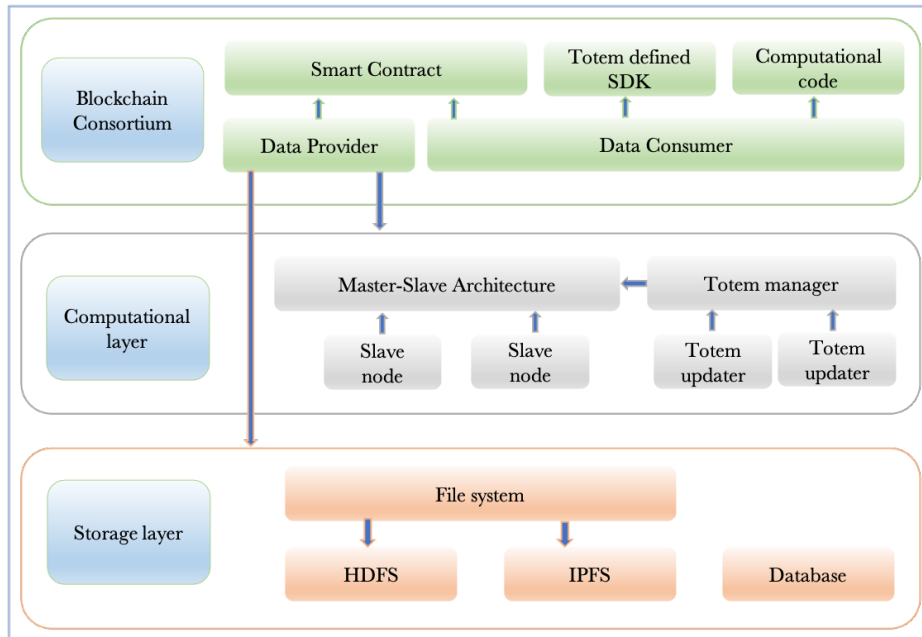 Blockchain
Consortium
Smart Contract
Totem defined
SDK
Computational
code
Data Provider
Data Consumer
Computational
layer
Master-Slave Architecture
Totem manager
Slave
node
Slave
node
Totem
updater
Totem
updater
Storage layer
File system
HDFS
IPFS
Database